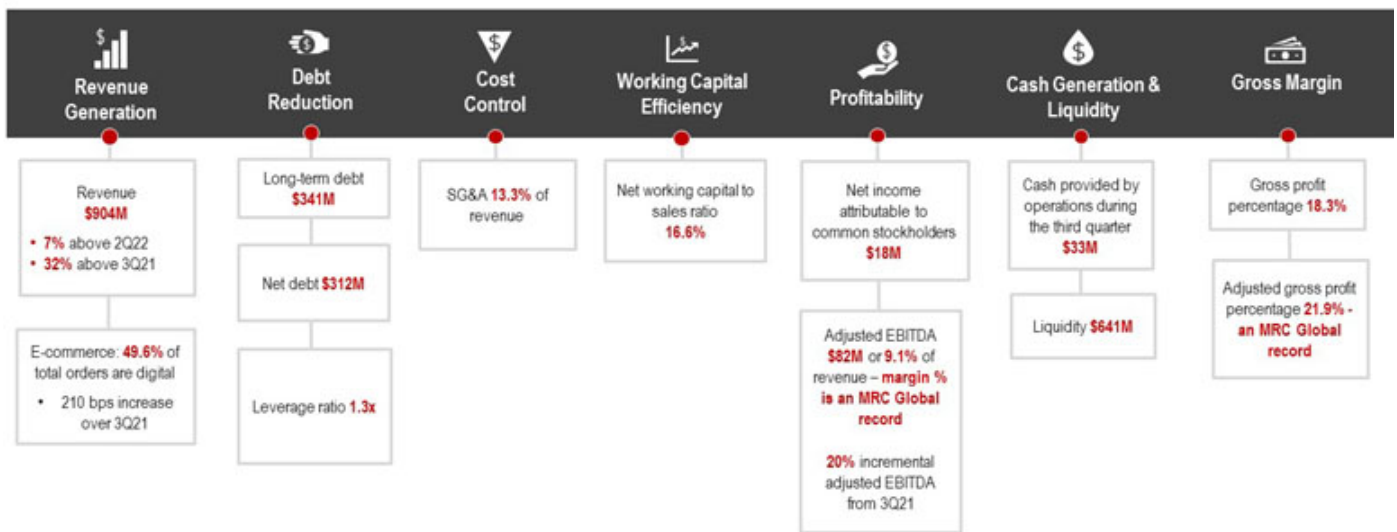 Revenue
Generation
Debt
Reduction
Cost
Control
Working Capital
Efficiency
Profitability
Cash Generation &
Liquidity
Gross Margin
Revenue
$904M
• 7% above 2Q22
• 32% above 3Q21
E-commerce: 49.6% of
total orders are digital
• 210 bps increase
over 3Q21
Long-term debt
$341M
Net debt $312M
Leverage ratio 1.3x
SG&A 13.3% of
revenue
Net working capital to
sales ratio
16.6%
Net income
attributable to
common stockholders
$18M
Adjusted EBITDA
$82M or 9.1% of
revenue – margin %
is an MRC Global
record
20% incremental
adjusted EBITDA
from 3Q21
Cash provided by
operations during
the third quarter
$33M
Liquidity $641M
Gross profit
percentage 18.3%
Adjusted gross profit
percentage 21.9% -
an MRC Global
record